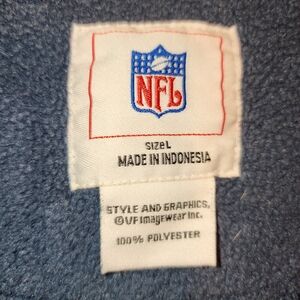 NFL
SIZE L
MADE IN INDONESIA
STYLE AND GRAPHICS,
©VF Imagewear Inc.
100% POLYESTER